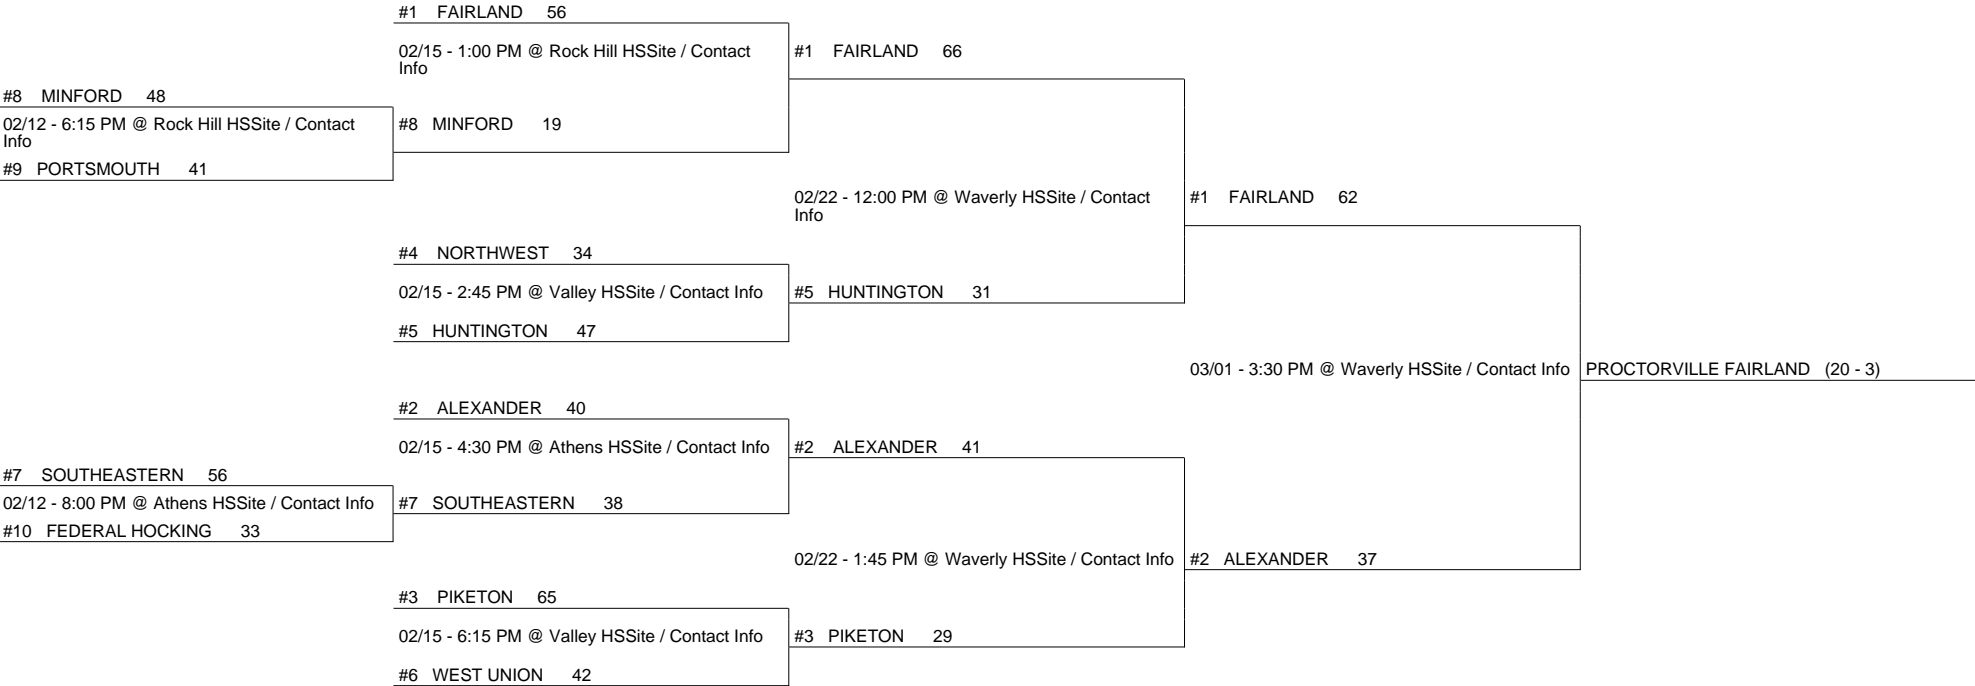 #1 FAIRLAND 56
02/15 - 1:00 PM @ Rock Hill HSSite / Contact
Info
#1 FAIRLAND 66
#8 MINFORD 48
02/12 - 6:15 PM @ Rock Hill HSSite / Contact
Info
#8 MINFORD 19
#9 PORTSMOUTH 41
02/22 - 12:00 PM @ Waverly HSSite / Contact
Info
#1 FAIRLAND 62
#4 NORTHWEST 34
02/15 - 2:45 PM @ Valley HSSite / Contact Info
#5 HUNTINGTON 31
#5 HUNTINGTON 47
03/01 - 3:30 PM @ Waverly HSSite / Contact Info
PROCTORVILLE FAIRLAND (20 - 3)
#2 ALEXANDER 40
02/15 - 4:30 PM @ Athens HSSite / Contact Info
#2 ALEXANDER 41
#7 SOUTHEASTERN 56
02/12 - 8:00 PM @ Athens HSSite / Contact Info
#7 SOUTHEASTERN 38
#10 FEDERAL HOCKING 33
02/22 - 1:45 PM @ Waverly HSSite / Contact Info
#2 ALEXANDER 37
#3 PIKETON 65
02/15 - 6:15 PM @ Valley HSSite / Contact Info
#3 PIKETON 29
#6 WEST UNION 42